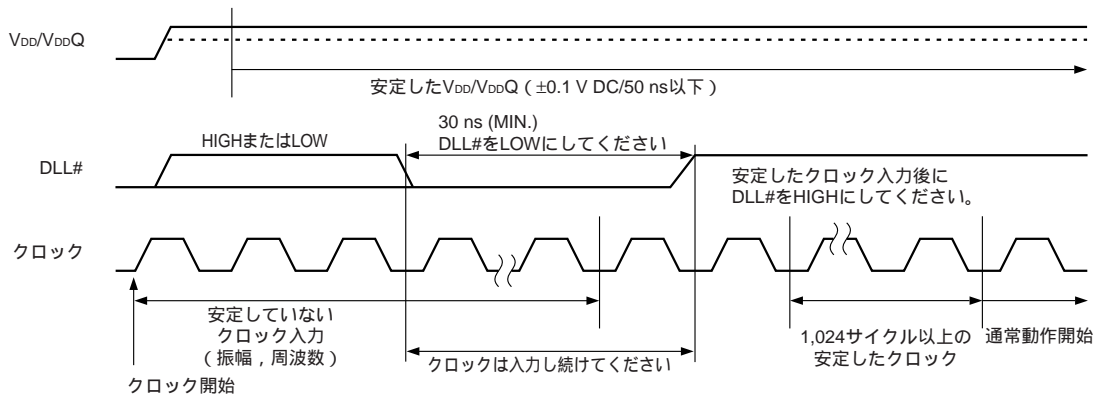 VDD/VDDQ
安定したVDD/VDDQ（±0.1 V DC/50 ns以下）
30 ns (MIN.)
DLL#をLOWにしてください
HIGHまたはLOW
DLL#
安定したクロック入力後に
DLL#をHIGHにしてください。
クロック
安定していない
クロック入力
（振幅，周波数）
クロックは入力し続けてください
1,024サイクル以上の
安定したクロック
通常動作開始
クロック開始